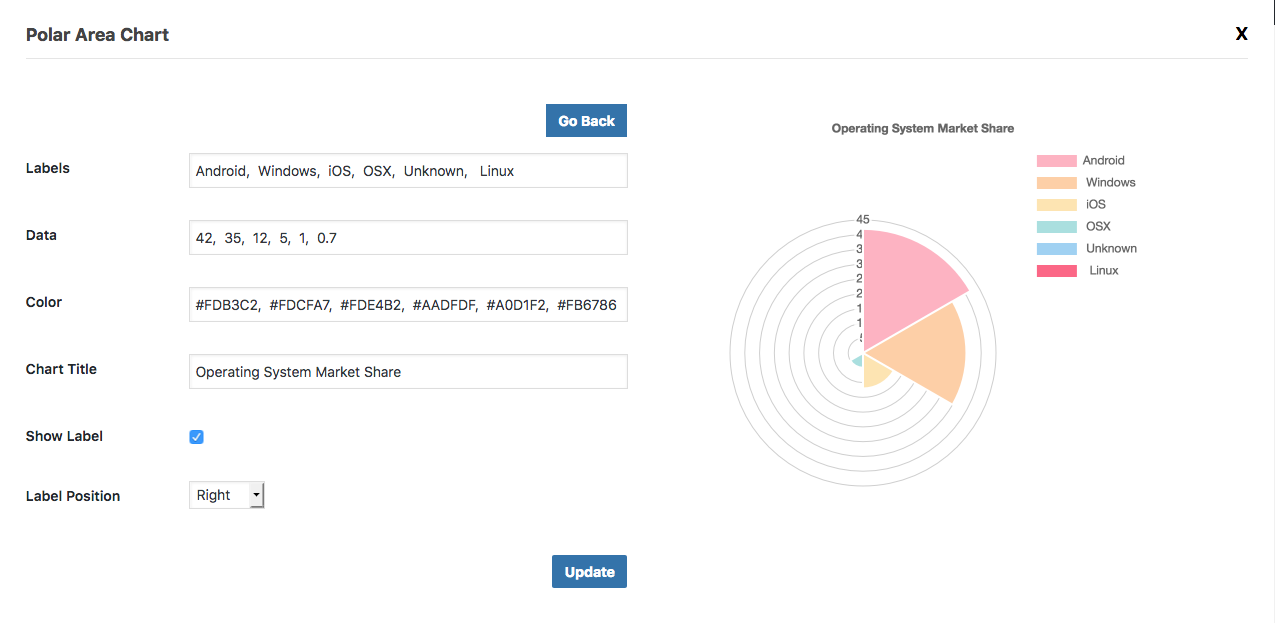 Polar Area Chart
X
Go Back
Labels
Android, Windows, iOS, OSX, Unknown, Linux
Data
42, 35, 12, 5, 1, 0.7
Color
#FDB3C2, #FDCFA7, #FDE4B2, #AADFDF, #A0D1F2, #FB6786
Chart Title
Operating System Market Share
Show Label
Label Position
Right
Update
Operating System Market Share
Android
Windows
iOS
OSX
Unknown
Linux
45
4
3
3
2
2
1
1